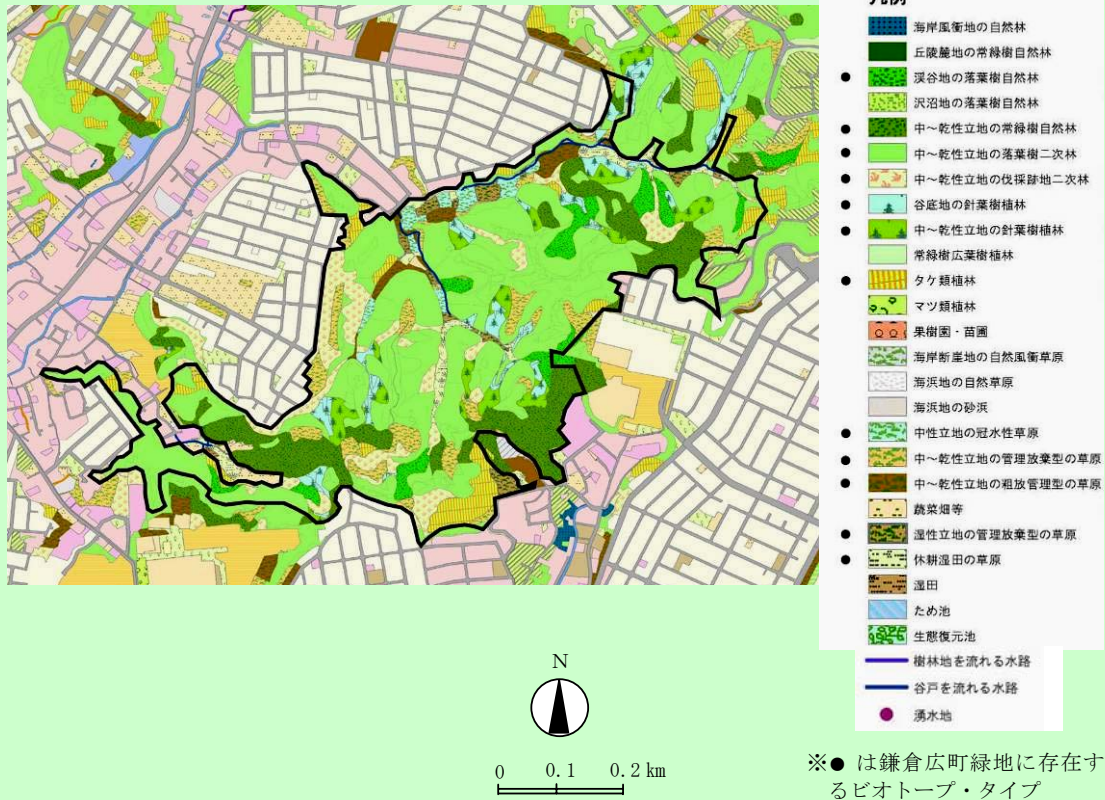 凡例
海岸風衝地の自然林
丘陵麓地の常緑樹自然林
● 渓谷地の落葉樹自然林
沢沼地の落葉樹自然林
● 中～乾性立地の常緑樹自然林
● 中～乾性立地の落葉樹二次林
● 中～乾性立地の伐採跡地二次林
● 谷底地の針葉樹植林
● 中～乾性立地の針葉樹植林
常緑樹広葉樹植林
● タケ類植林
マツ類植林
果樹園・苗圃
海岸断崖地の自然風衝草原
海浜地の自然草原
海浜地の砂浜
● 中性立地の冠水性草原
● 中～乾性立地の管理放棄型の草原
● 中～乾性立地の粗放管理型の草原
蔬菜畑等
● 湿性立地の管理放棄型の草原
● 休耕湿田の草原
湿田
ため池
生態復元池
樹林地を流れる水路
谷戸を流れる水路
湧水地
N
0 0.1 0.2 km
※● は鎌倉広町緑地に存在す
るビオトープ・タイプ